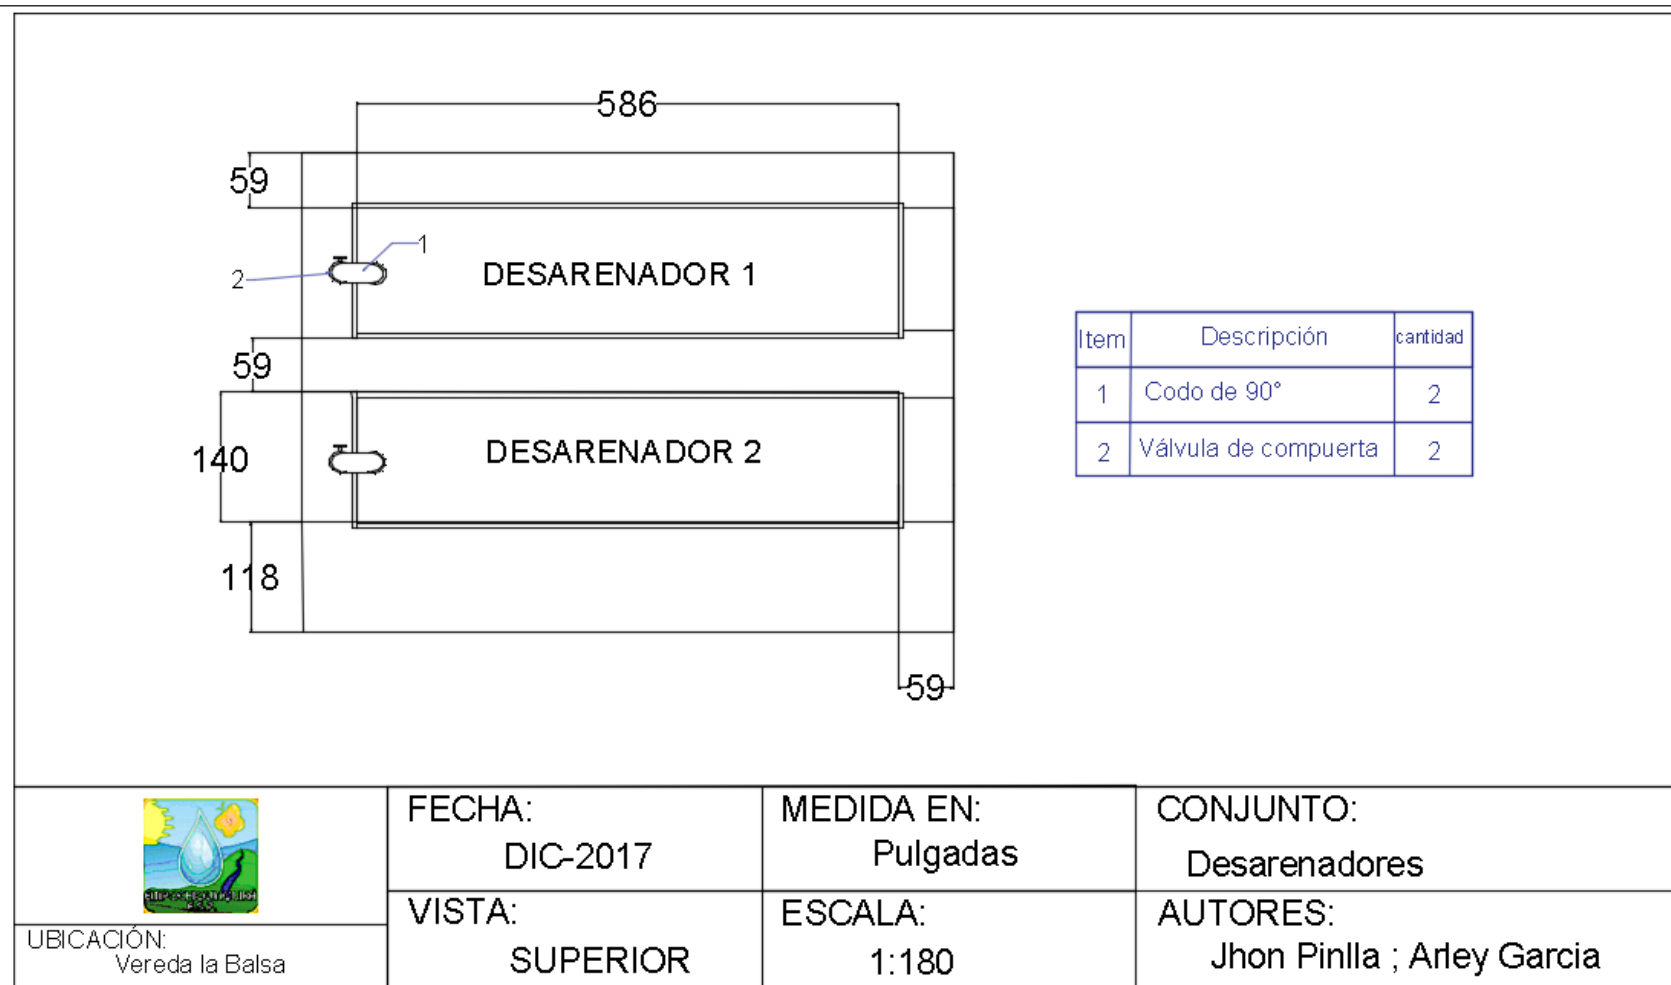 586
59
1
2
DESARENADOR 1
59
140
DESARENADOR 2
118
59
Item Descripción cantidad
1 Codo de 90° 2
2 Válvula de compuerta 2
FECHA:
DIC-2017
MEDIDA EN:
Pulgadas
CONJUNTO:
Desarenadores
UBICACIÓN:
Vereda la Balsa
VISTA:
SUPERIOR
ESCALA:
1:180
AUTORES:
Jhon Pinlla ; Arley Garcia